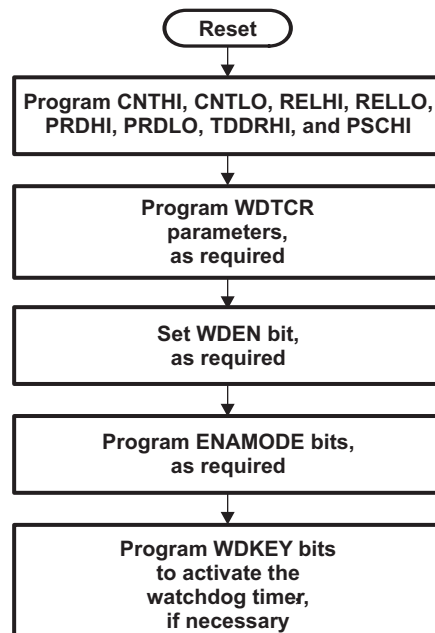 Reset
Program CNTHI, CNTLO, RELHI, RELLO,
PRDHI, PRDLO, TDDRHI, and PSCHI
Program WDTCR
parameters,
as required
Set WDEN bit,
as required
Program ENAMODE bits,
as required
Program WDKEY bits
to activate the
watchdog timer,
if necessary